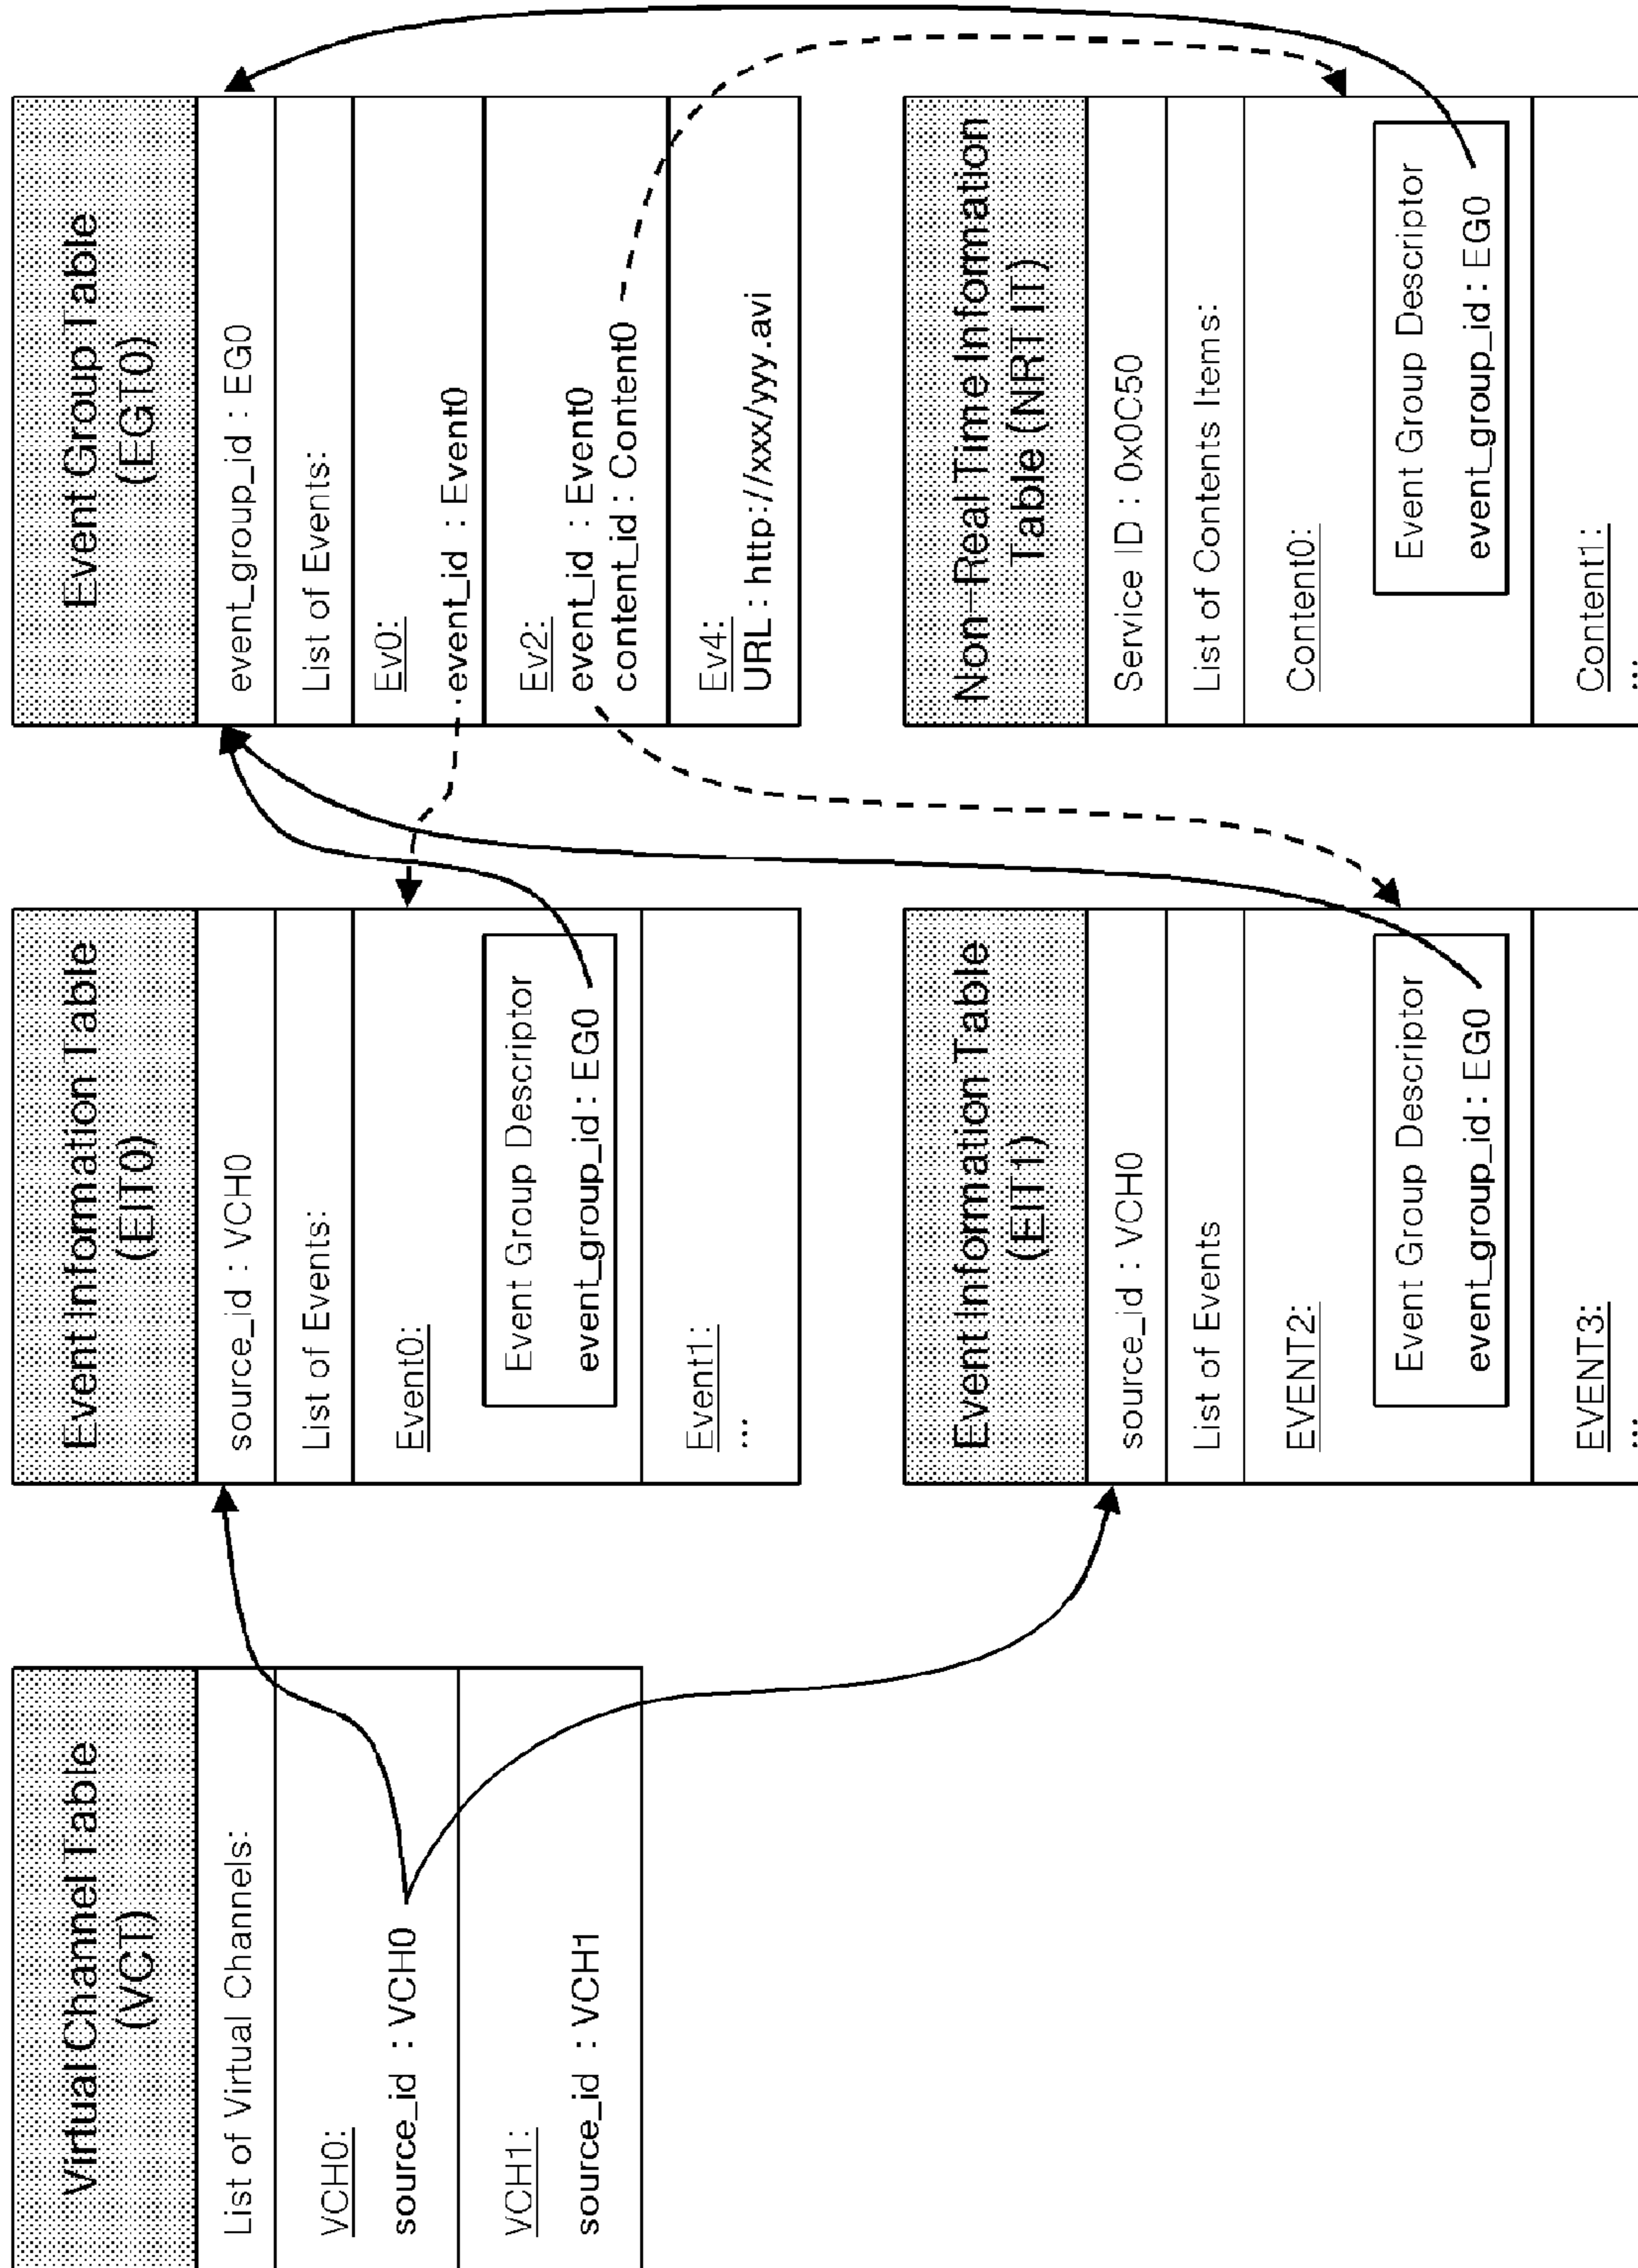 Virtual Channel Table
(VCT)
List of Virtual Channels:
VCH0:
source_id : VCH0
VCH1:
source_id : VCH1
Event Information Table
(EIT0)
source_id : VCH0
List of Events:
Event0:
Event Group Descriptor
event_group_id : EG0
Event1:
...
Event Group Table
(EGT0)
event_group_id : EG0
List of Events:
Ev0:
event_id : Event0
Ev2:
event_id : Event0
content_id : Content0
Ev4:
URL : http://xxx/yyy.avi
Event Information Table
(EIT1)
source_id : VCH0
List of Events
EVENT2:
Event Group Descriptor
event_group_id : EG0
EVENT3:
...
Non-Real Time Information
Table (NRT IT)
Service ID : 0x0C50
List of Contents Items:
Content0:
Event Group Descriptor
event_group_id : EG0
Content1:
...